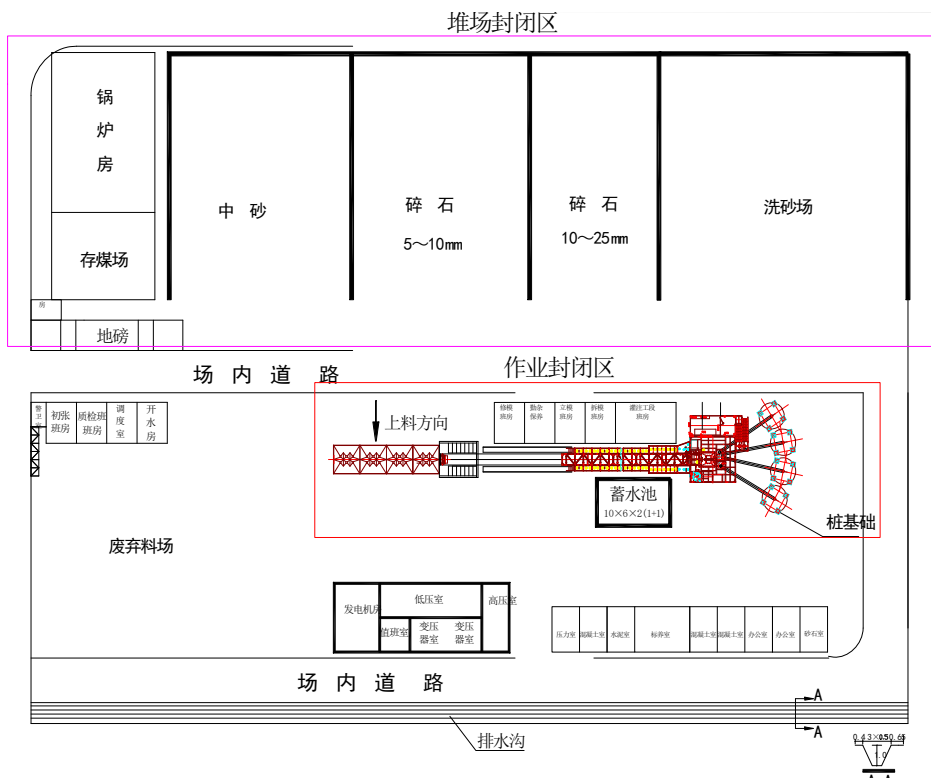 堆场封闭区
锅
炉
房
中 砂
碎 石
5～10mm
碎 石
10～25mm
洗砂场
存煤场
房
地磅
场 内 道 路
作业封闭区
初张
班房
质检班
班房
调
度
室
开
水
房
上料方向
修模
班房
勤杂
保养
立模
班房
拆模
班房
灌注工段
班房
蓄水池
10×6×2(1+1)
桩基础
废弃料场
发电机房
低压室
高压室
值班室
变压
器室
变压
器室
压力室
混凝土室
水泥室
标养室
混凝土室
混凝土室
办公室
办公室
砂石室
场 内 道 路
A
A
排水沟
1.0